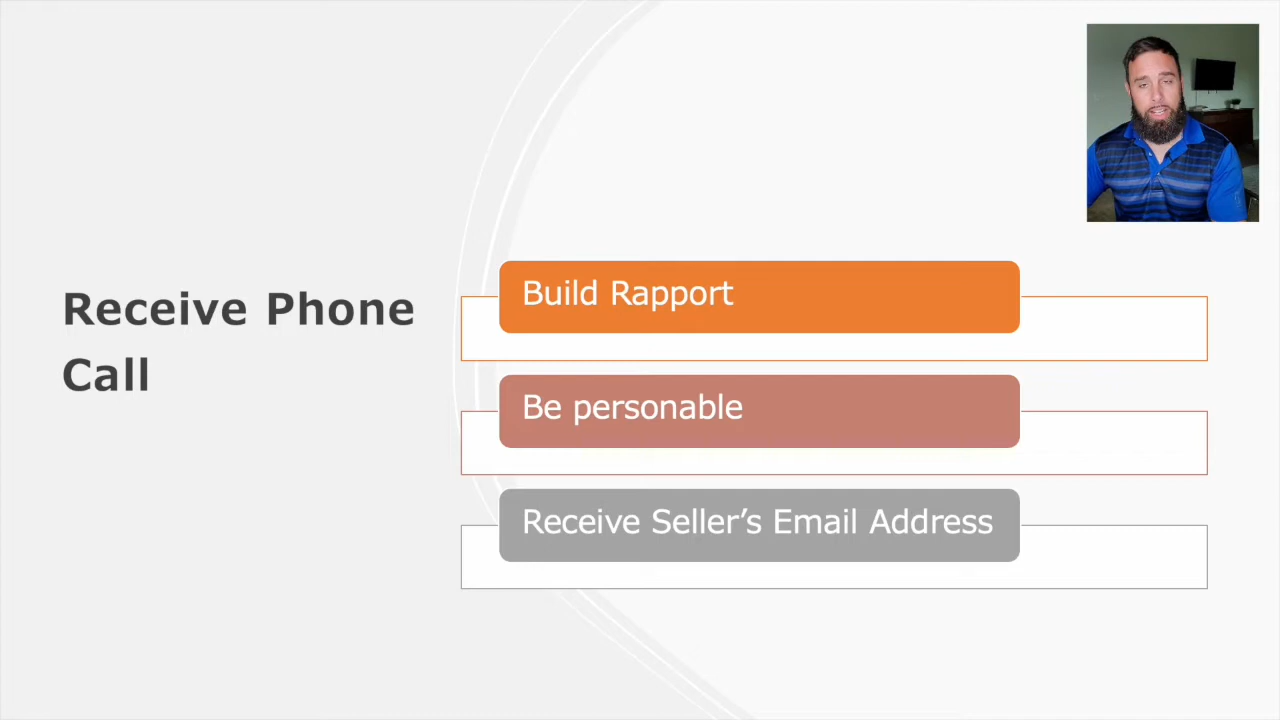 Receive Phone
Call
Build Rapport
Be personable
Receive Seller’s Email Address